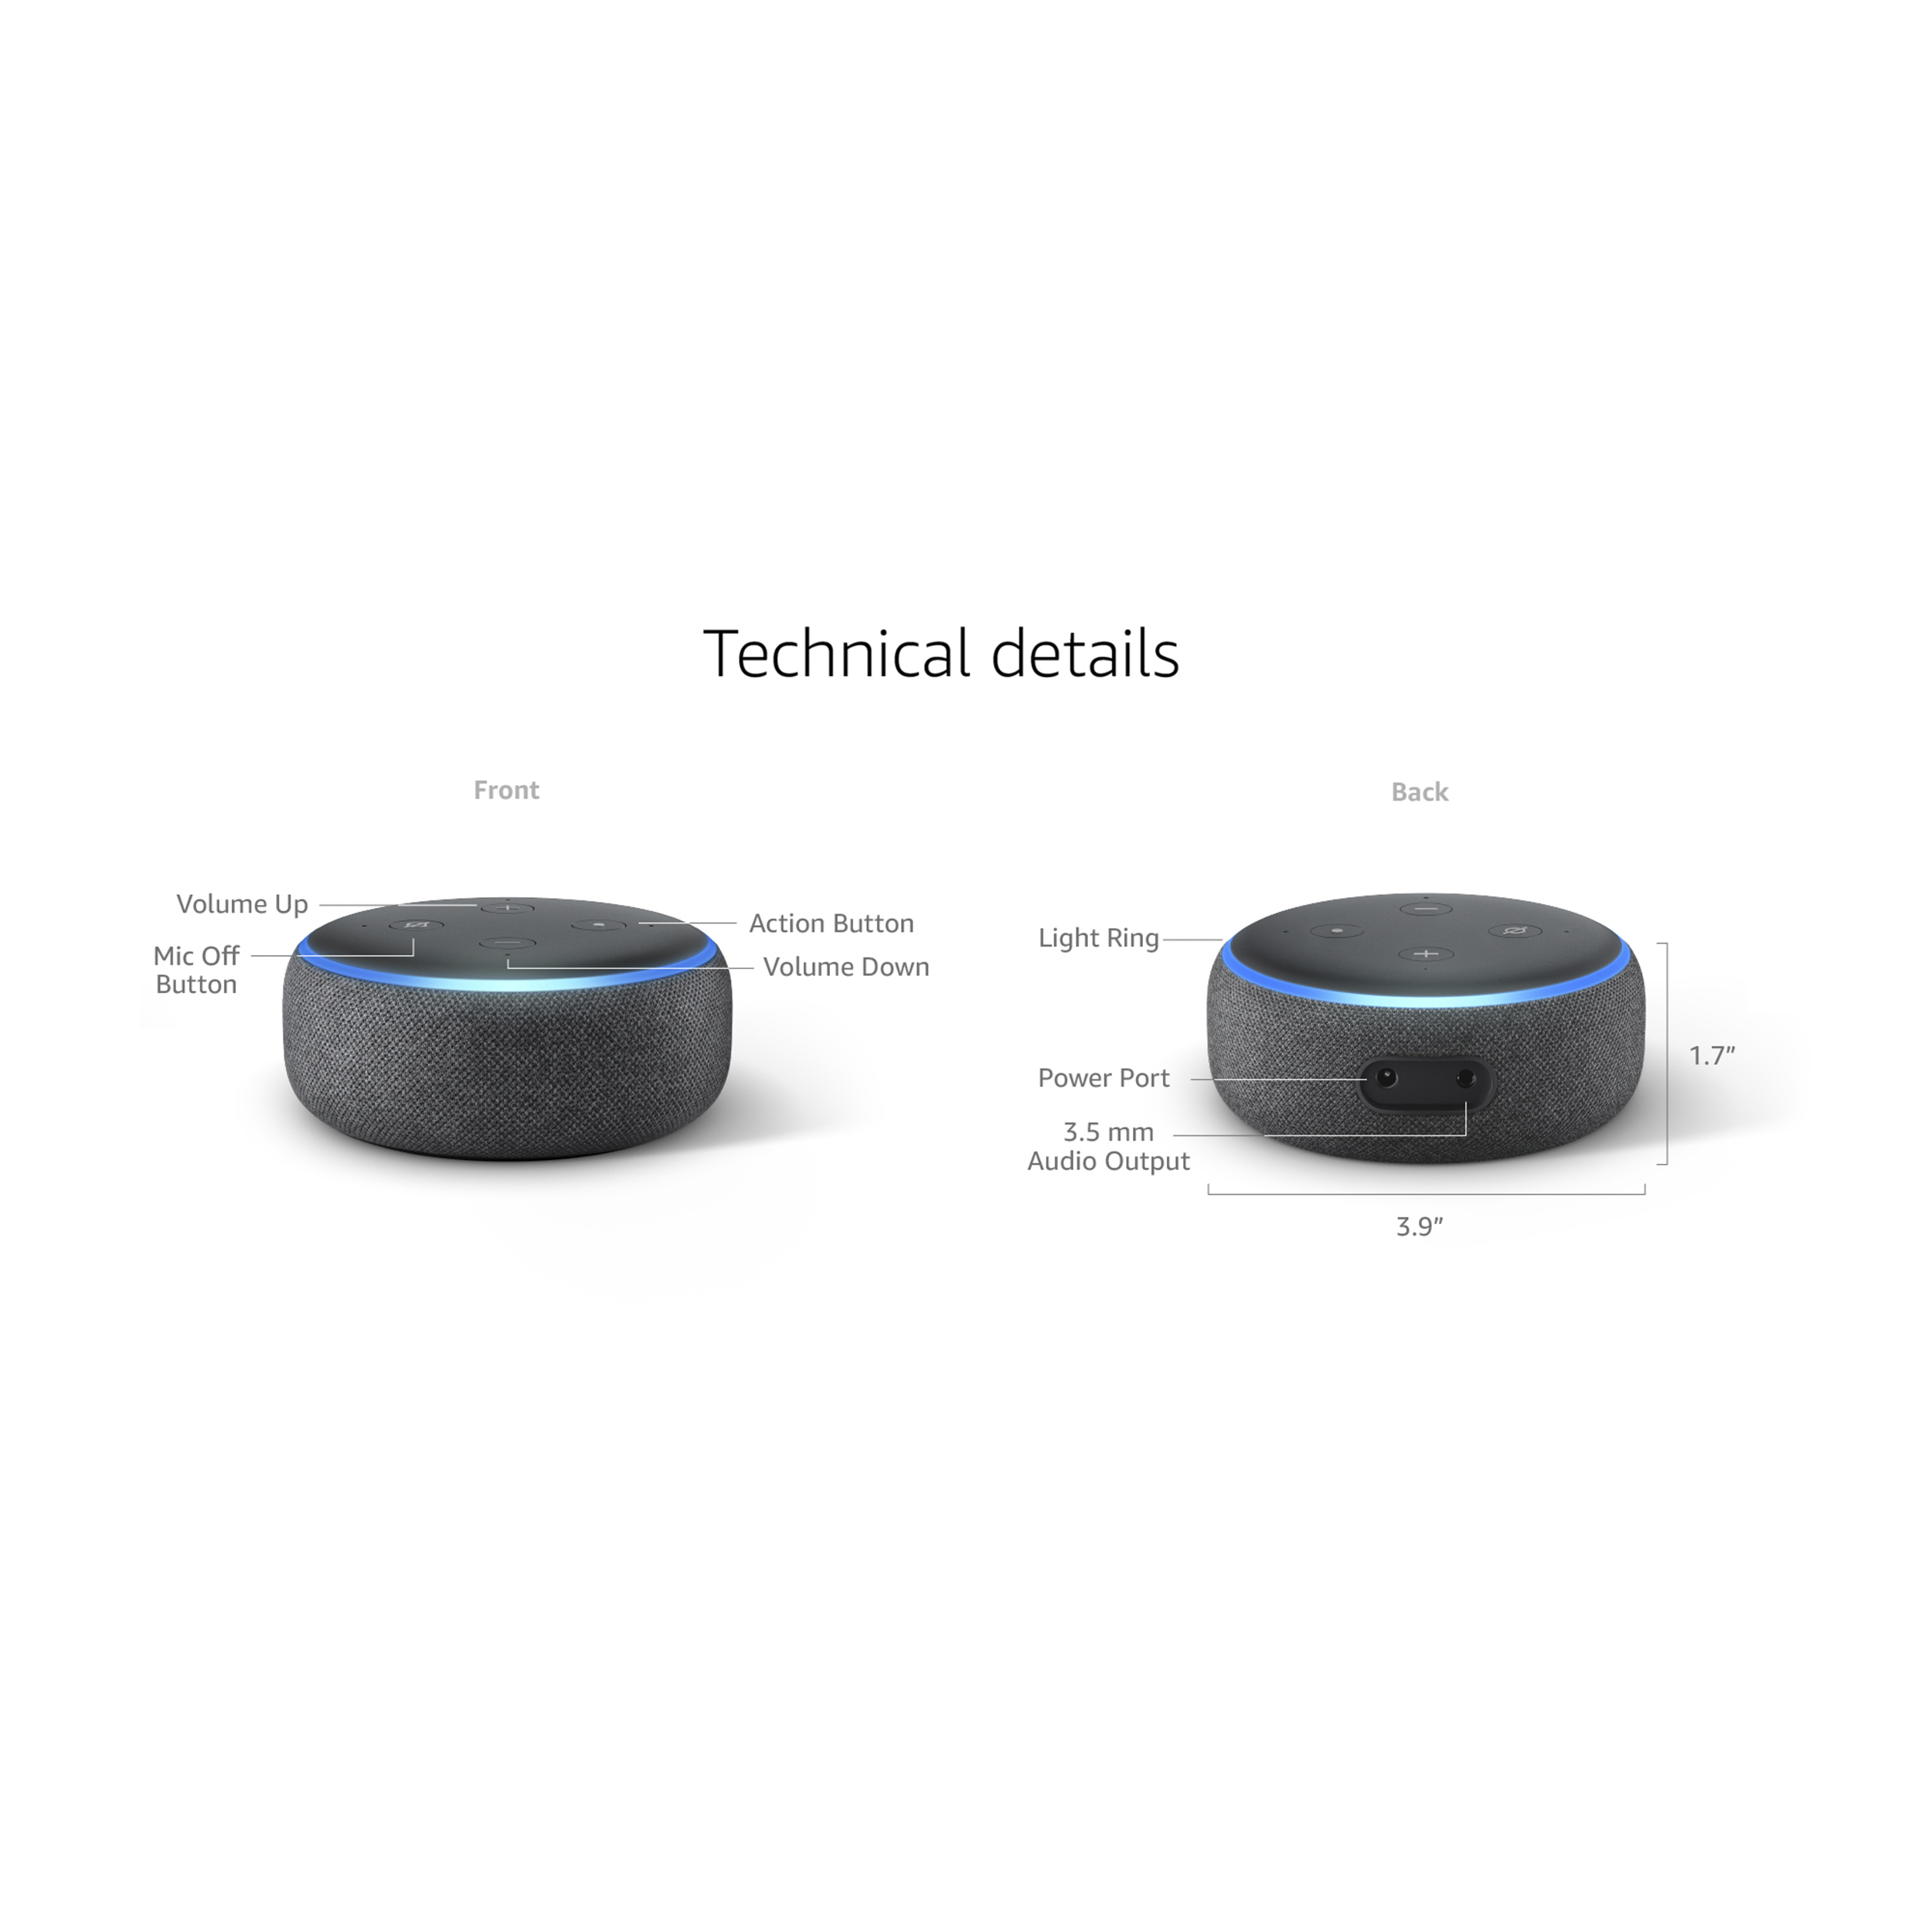 Technical details
Front
Volume Up
Mic Off
Button
Action Button
Volume Down
Back
Light Ring
Power Port
3.5 mm
Audio Output
1.7”
3.9”